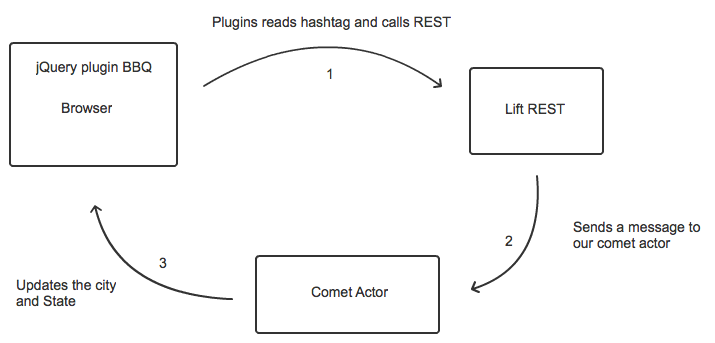 Plugins reads hashtag and calls REST
jQuery plugin BBQ
Browser
1
Lift REST
2
Sends a message to
our comet actor
3
Updates the city
and State
Comet Actor